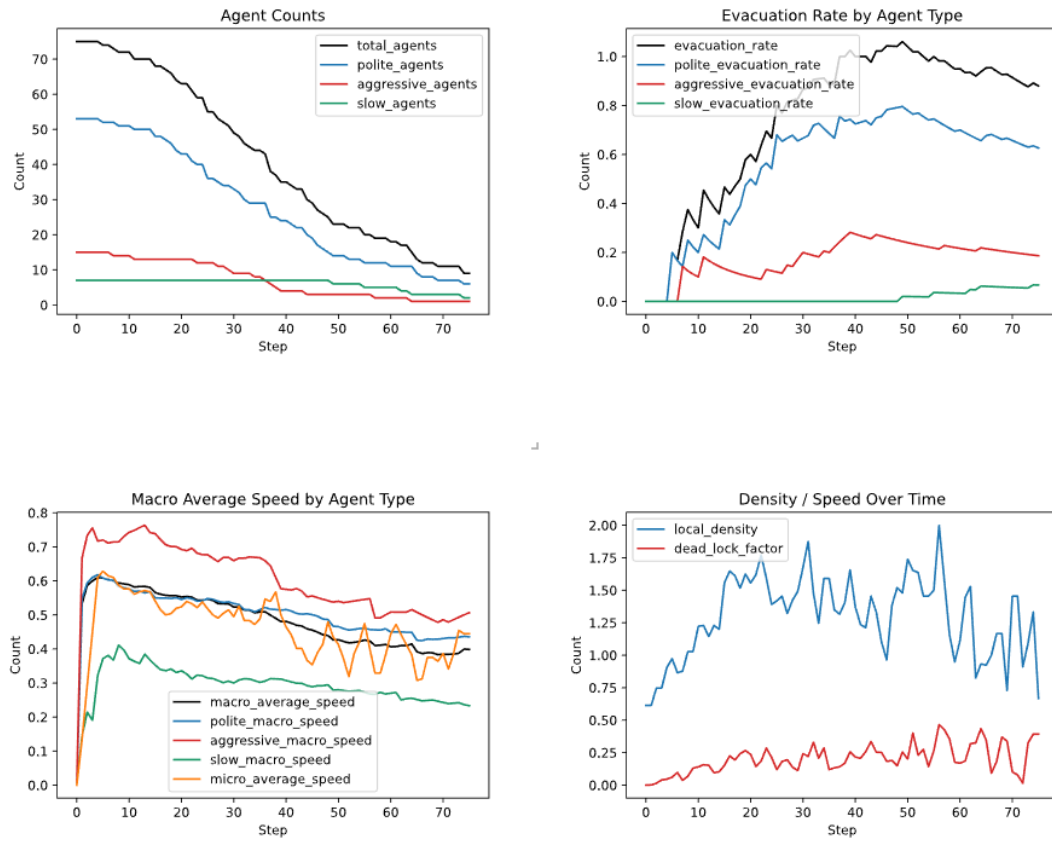 Agent Counts
total_agents
polite_agents
aggressive_agents
slow_agents
70
60
50
40
30
20
10
0
Count
0 10 20 30 40 50 60 70
Step
Evacuation Rate by Agent Type
evacuation_rate
polite_evacuation_rate
aggressive_evacuation_rate
slow_evacuation_rate
1.0
0.8
0.6
0.4
0.2
0.0
Count
0 10 20 30 40 50 60 70
Step
Macro Average Speed by Agent Type
0.8
0.7
0.6
0.5
0.4
0.3
0.2
0.1
0.0
Count
macro_average_speed
polite_macro_speed
aggressive_macro_speed
slow_macro_speed
micro_average_speed
0 10 20 30 40 50 60 70
Step
Density / Speed Over Time
local_density
dead_lock_factor
2.00
1.75
1.50
1.25
1.00
0.75
0.50
0.25
0.00
Count
0 10 20 30 40 50 60 70
Step